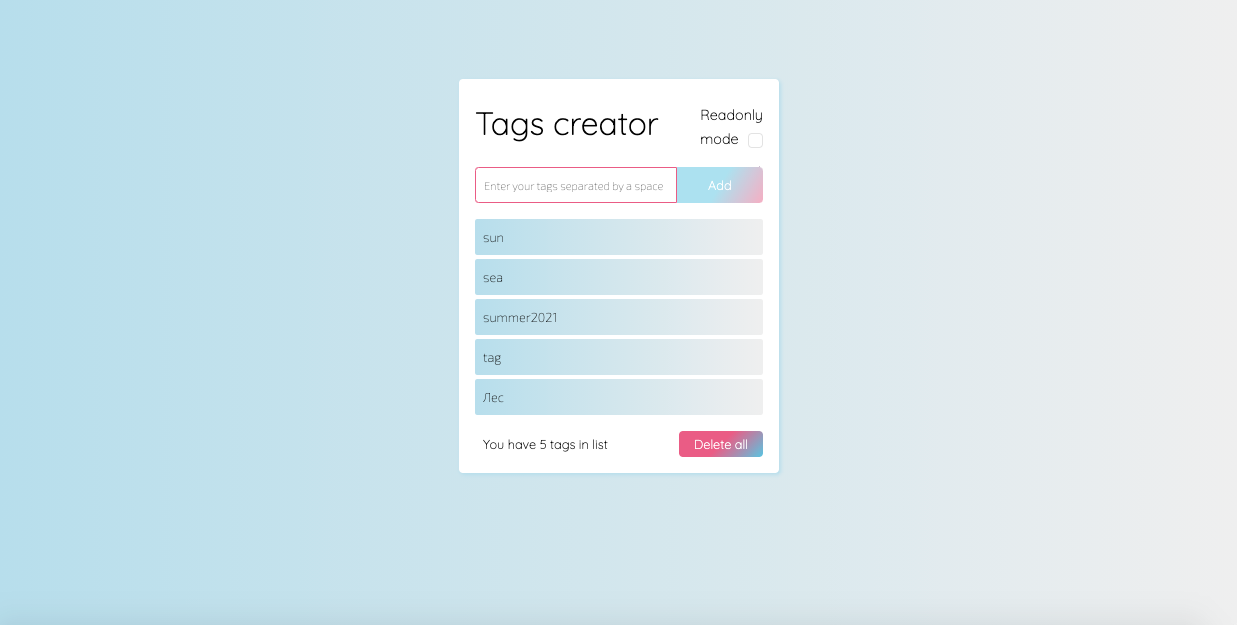 Tags creator
Readonly
mode
Enter your tags separated by a space
Add
sun
sea
summer2021
tag
Лес
You have 5 tags in list
Delete all